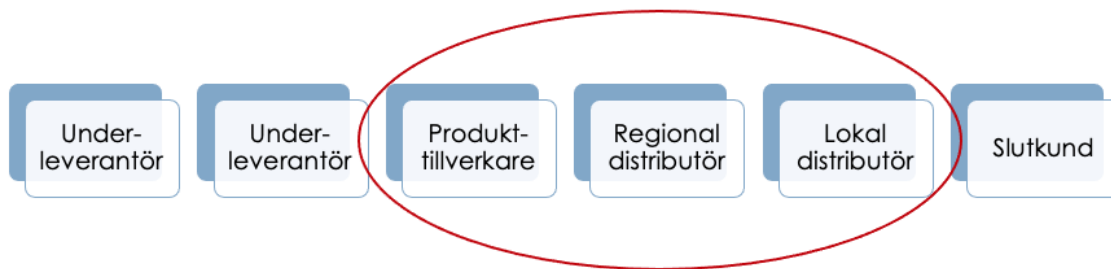 Under-
leverantör
Under-
leverantör
Produkt-
tillverkare
Regional
distributör
Lokal
distributör
Slutkund